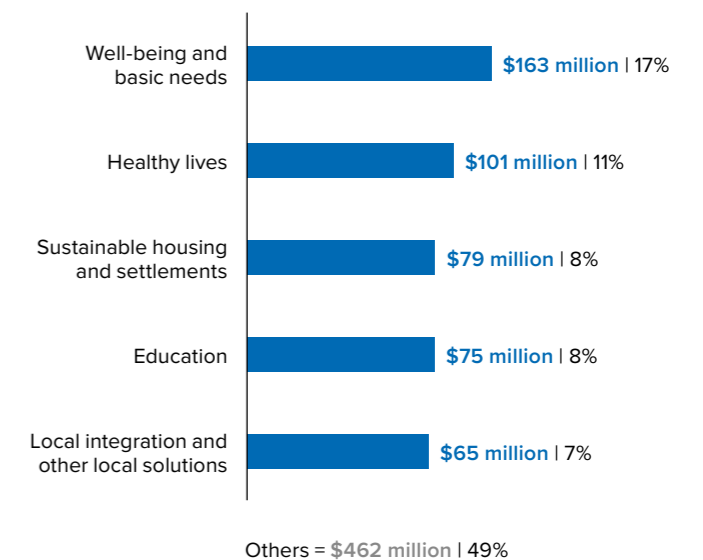 Well-being and
basic needs
$163 million | 17%
Healthy lives
$101 million | 11%
Sustainable housing
and settlements
$79 million | 8%
Education
$75 million | 8%
Local integration and
other local solutions
$65 million | 7%
Others = $462 million | 49%